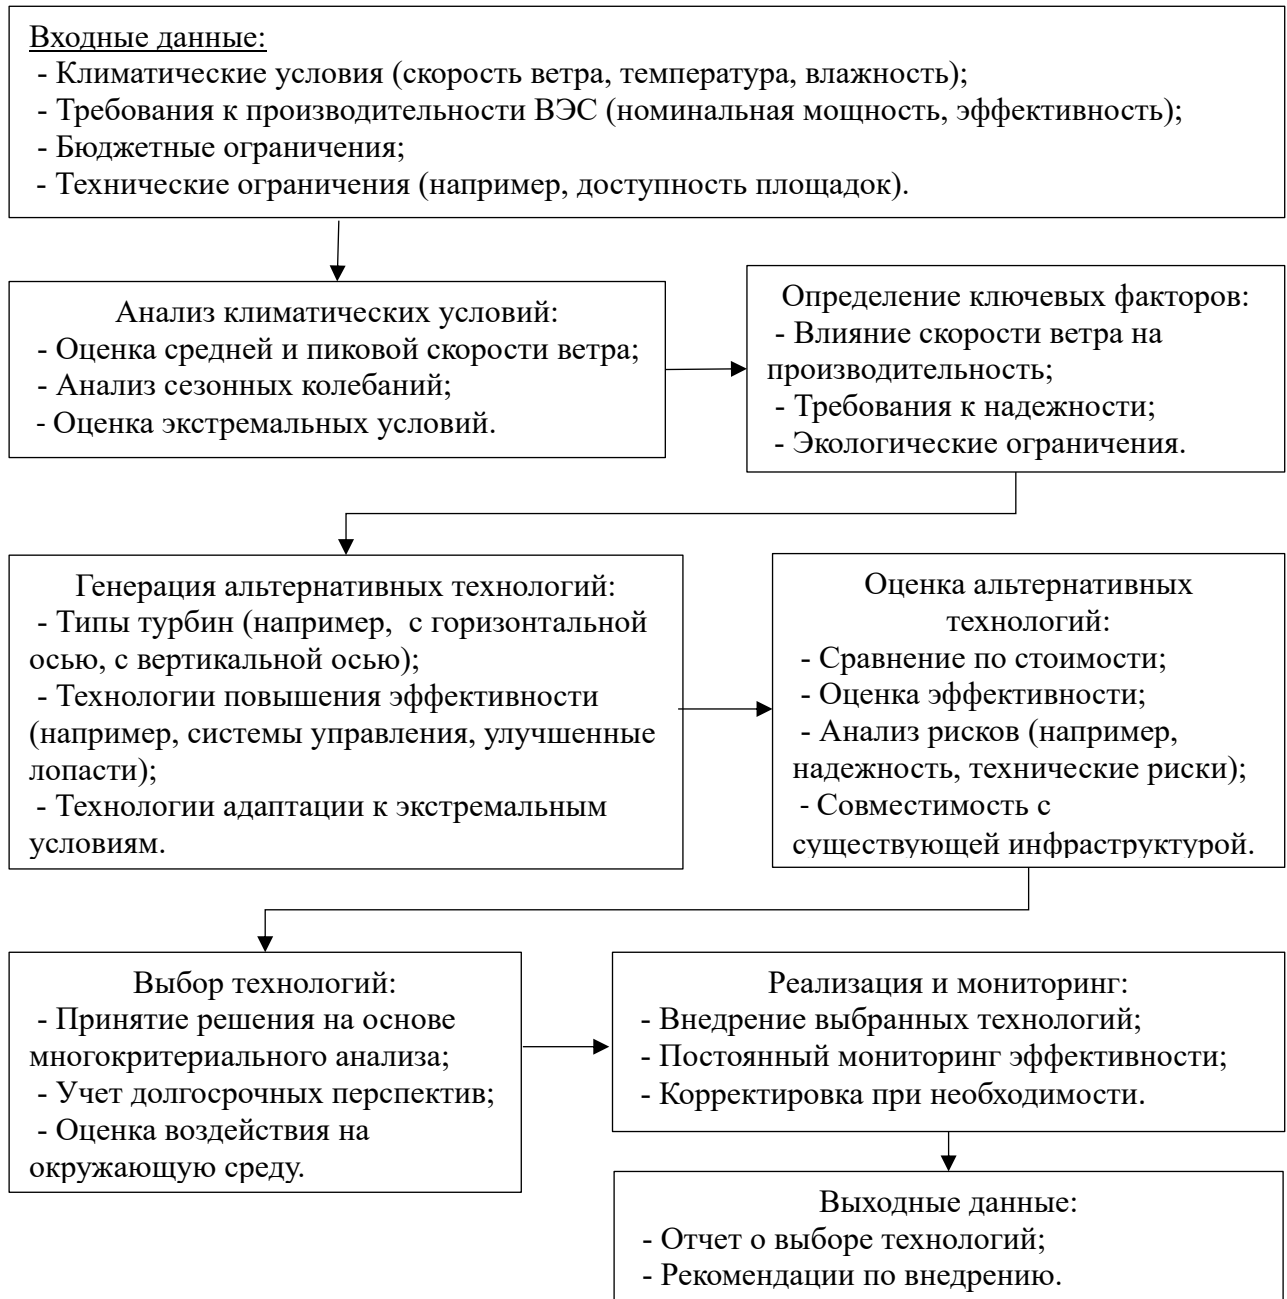 Входные данные:
- Климатические условия (скорость ветра, температура, влажность);
- Требования к производительности ВЭС (номинальная мощность, эффективность);
- Бюджетные ограничения;
- Технические ограничения (например, доступность площадок).
Анализ климатических условий:
- Оценка средней и пиковой скорости ветра;
- Анализ сезонных колебаний;
- Оценка экстремальных условий.
Определение ключевых факторов:
- Влияние скорости ветра на
производительность;
- Требования к надежности;
- Экологические ограничения.
Генерация альтернативных технологий:
- Типы турбин (например, с горизонтальной
осью, с вертикальной осью);
- Технологии повышения эффективности
(например, системы управления, улучшенные
лопасти);
- Технологии адаптации к экстремальным
условиям.
Оценка альтернативных
технологий:
- Сравнение по стоимости;
- Оценка эффективности;
- Анализ рисков (например,
надежность, технические риски);
- Совместимость с
существующей инфраструктурой.
Выбор технологий:
- Принятие решения на основе
многокритериального анализа;
- Учет долгосрочных перспектив;
- Оценка воздействия на
окружающую среду.
Реализация и мониторинг:
- Внедрение выбранных технологий;
- Постоянный мониторинг эффективности;
- Корректировка при необходимости.
Выходные данные:
- Отчет о выборе технологий;
- Рекомендации по внедрению.